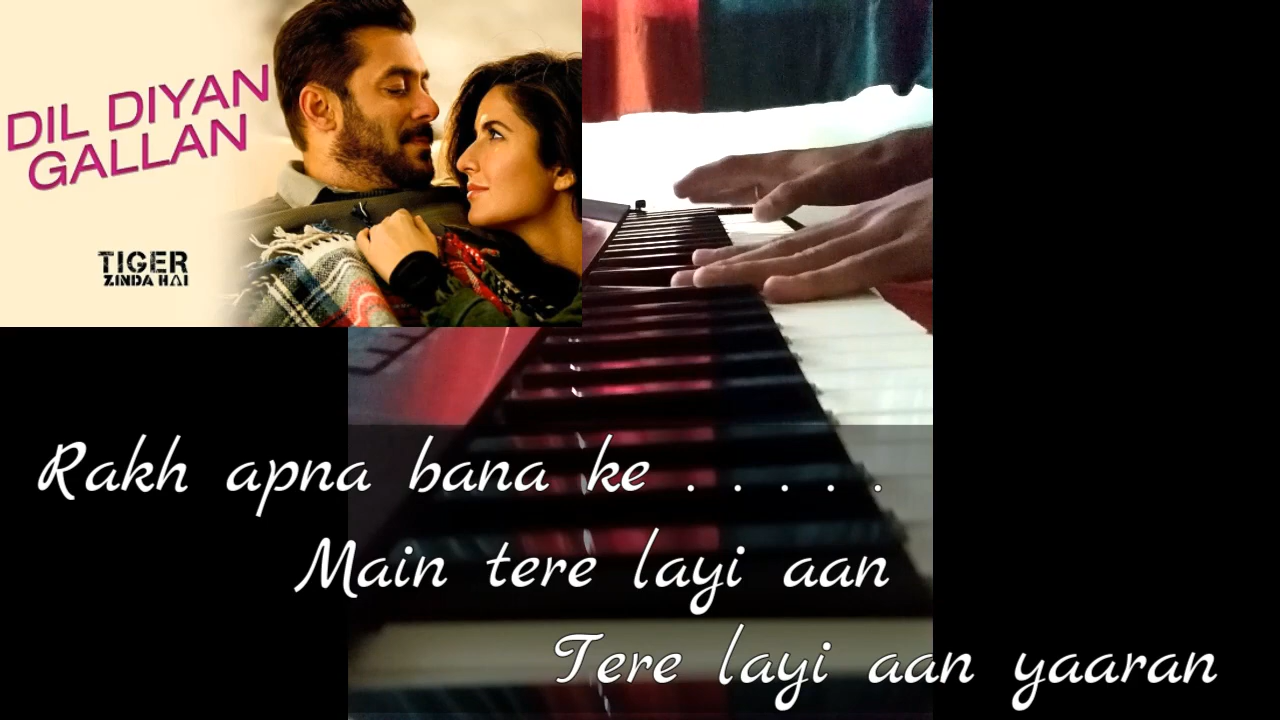 DIL DIYAN
GALLAN
TIGER
ZINDA HAI
Rakh apna bana ke . . . . .
Main tere layi aan
Tere layi aan yaaran